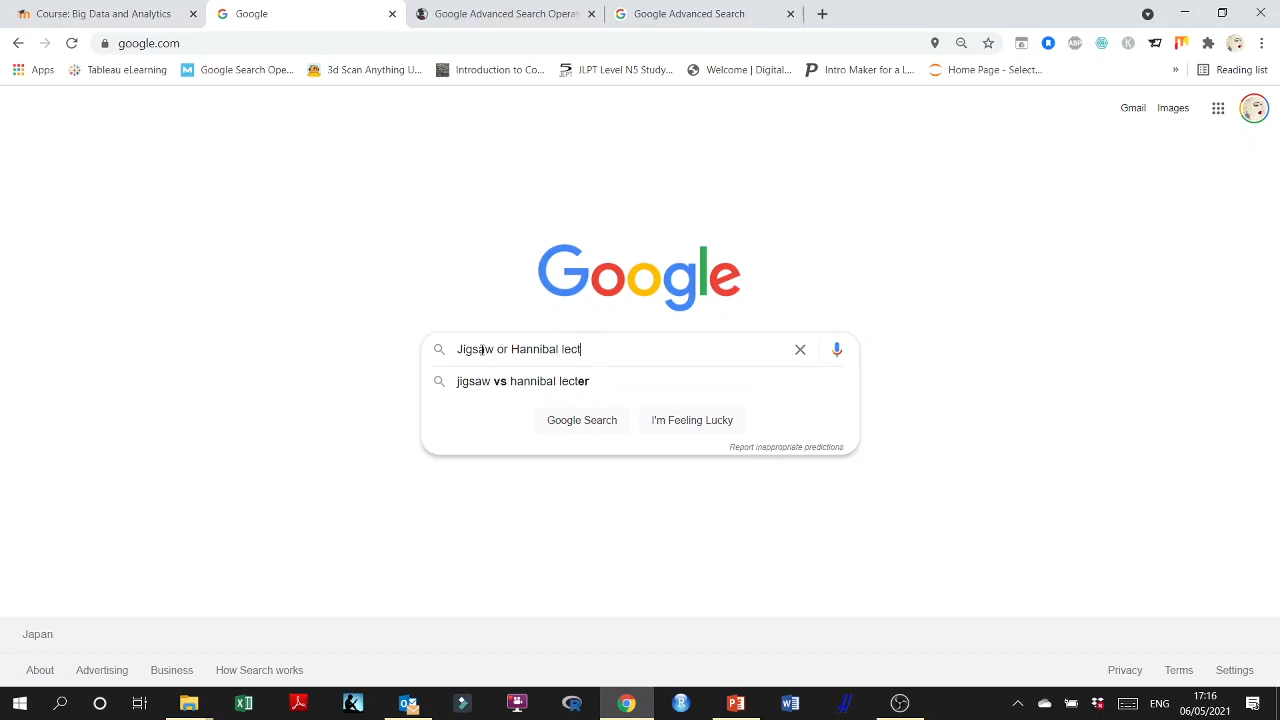 Course: Big Data and Analytics
Google
Google Advanced Search Operat
Google Advanced Search
google.com
Apps
Tableau eLearning
Google Search Ope...
3d Scan Anything U...
Introduction to Co...
JLPT Level N5 Study...
Welcome | Digital...
Intro Maker for a L...
Home Page - Select...
»
Reading list
Gmail
Images
Google
Jigsaw or Hannibal lect
jigsaw vs hannibal lecter
Google Search
I'm Feeling Lucky
Report inappropriate predictions
Japan
About
Advertising
Business
How Search works
Privacy
Terms
Settings
ENG
17:16
06/05/2021